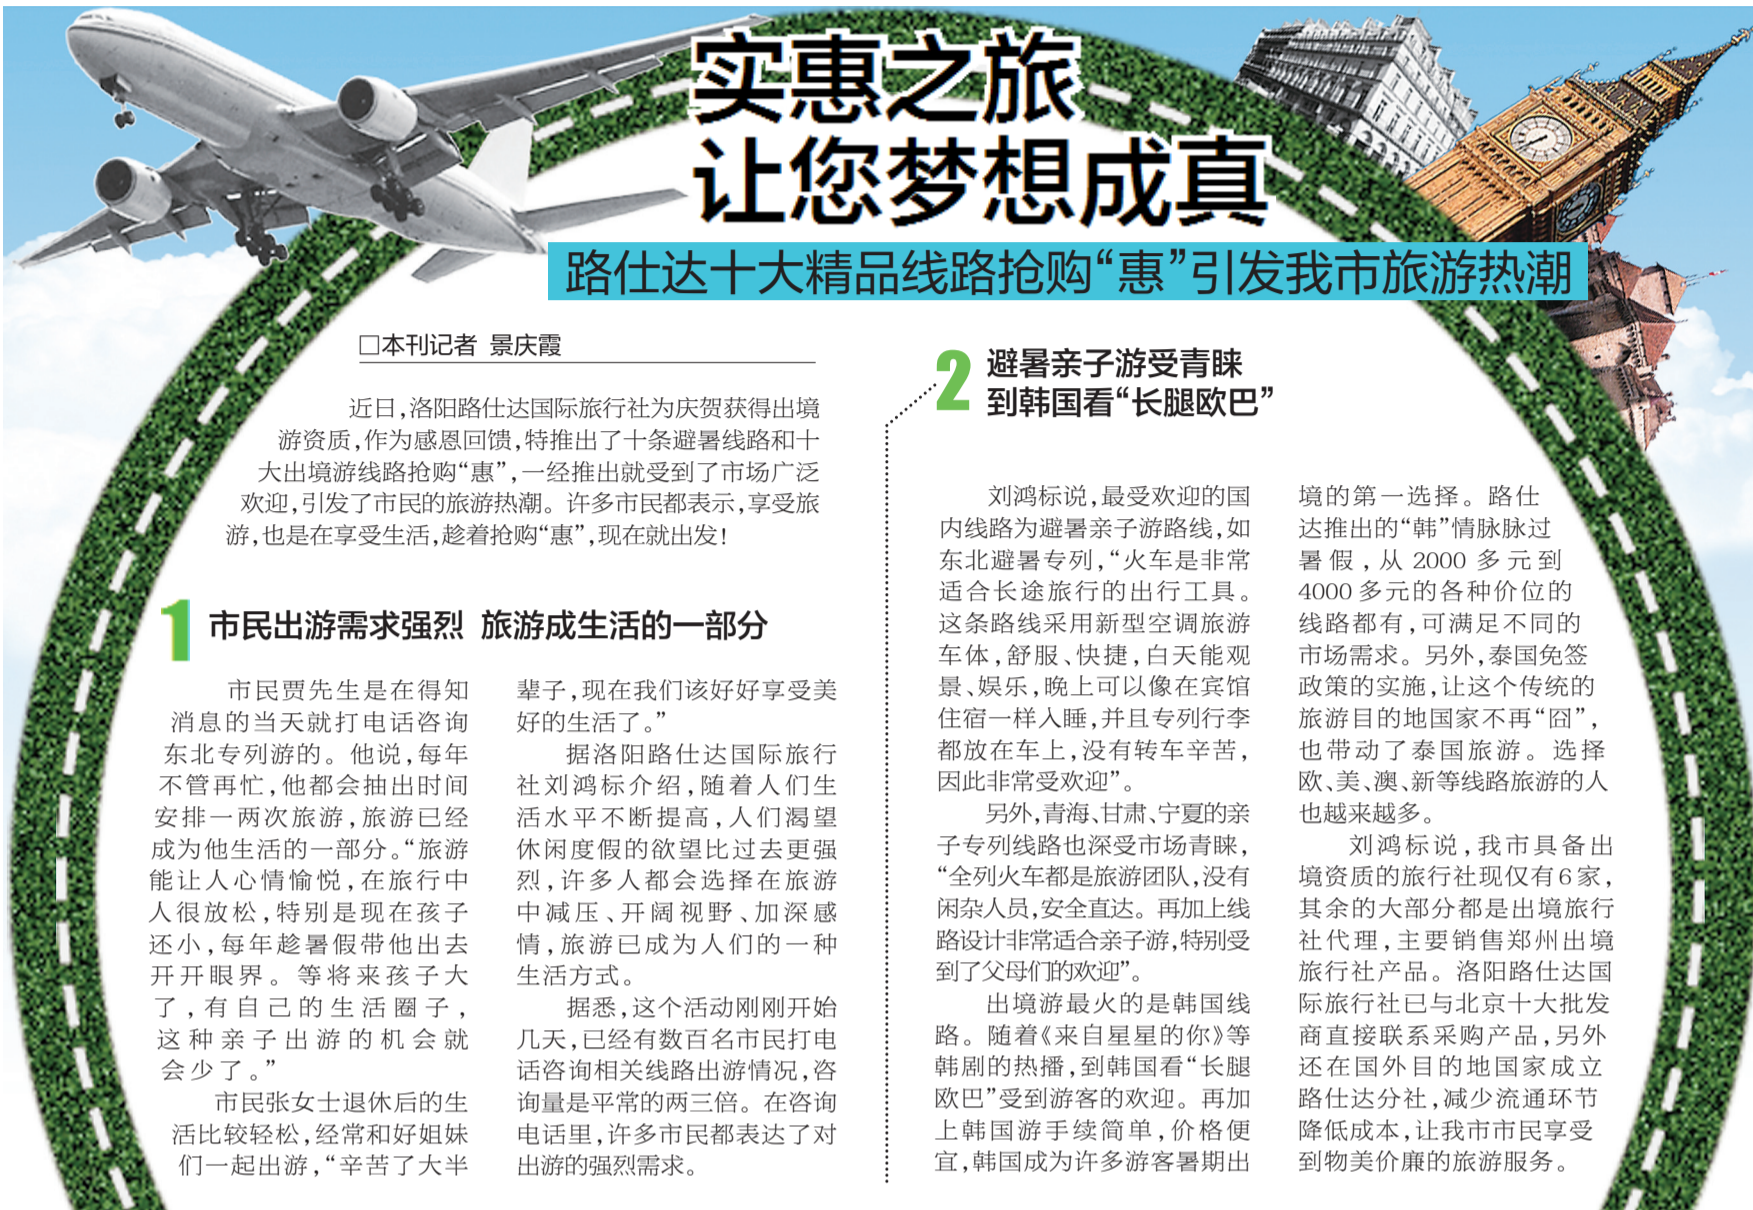 实惠之旅
让您梦想成真
路仕达十大精品线路抢购“惠”引发我市旅游热潮
□本刊记者 景庆霞
近日,洛阳路仕达国际旅行社为庆贺获得出境
游资质,作为感恩回馈,特推出了十条避暑线路和十
大出境游线路抢购“惠”,一经推出就受到了市场广泛
欢迎,引发了市民的旅游热潮。许多市民都表示,享受旅
游,也是在享受生活,趁着抢购“惠”,现在就出发!
1 市民出游需求强烈 旅游成生活的一部分
市民贾先生是在得知
消息的当天就打电话咨询
东北专列游的。他说,每年
不管再忙,他都会抽出时间
安排一两次旅游,旅游已经
成为他生活的一部分。“旅游
能让人心情愉悦,在旅行中
人很放松,特别是现在孩子
还小,每年趁暑假带他出去
开开眼界。等将来孩子大
了,有自己的生活圈子,
这种亲子出游的机会就
会少了。”
市民张女士退休后的生
活比较轻松,经常和好姐妹
们一起出游,“辛苦了大半
辈子,现在我们该好好享受美
好的生活了。”
据洛阳路仕达国际旅行
社刘鸿标介绍,随着人们生
活水平不断提高,人们渴望
休闲度假的欲望比过去更强
烈,许多人都会选择在旅游
中减压、开阔视野、加深感
情,旅游已成为人们的一种
生活方式。
据悉,这个活动刚刚开始
几天,已经有数百名市民打电
话咨询相关线路出游情况,咨
询量是平常的两三倍。在咨询
电话里,许多市民都表达了对
出游的强烈需求。
2 避暑亲子游受青睐
到韩国看“长腿欧巴”
刘鸿标说,最受欢迎的国
内线路为避暑亲子游路线,如
东北避暑专列,“火车是非常
适合长途旅行的出行工具。
这条路线采用新型空调旅游
车体,舒服、快捷,白天能观
景、娱乐,晚上可以像在宾馆
住宿一样入睡,并且专列行李
都放在车上,没有转车辛苦,
因此非常受欢迎”。
另外,青海、甘肃、宁夏的亲
子专列线路也深受市场青睐,
“全列火车都是旅游团队,没有
闲杂人员,安全直达。再加上线
路设计非常适合亲子游,特别受
到了父母们的欢迎”。
出境游最火的是韩国线
路。随着《来自星星的你》等
韩剧的热播,到韩国看“长腿
欧巴”受到游客的欢迎。再加
上韩国游手续简单,价格便
宜,韩国成为许多游客暑期出
境的第一选择。路仕
达推出的“韩”情脉脉过
暑假,从2000多元到
4000多元的各种价位的
线路都有,可满足不同的
市场需求。另外,泰国免签
政策的实施,让这个传统的
旅游目的地国家不再“囧”,
也带动了泰国旅游。选择
欧、美、澳、新等线路旅游的人
也越来越多。
刘鸿标说,我市具备出
境资质的旅行社现仅有6家,
其余的大部分都是出境旅行
社代理,主要销售郑州出境
旅行社产品。洛阳路仕达国
际旅行社已与北京十大批发
商直接联系采购产品,另外
还在国外目的地国家成立
路仕达分社,减少流通环节
降低成本,让我市市民享受
到物美价廉的旅游服务。